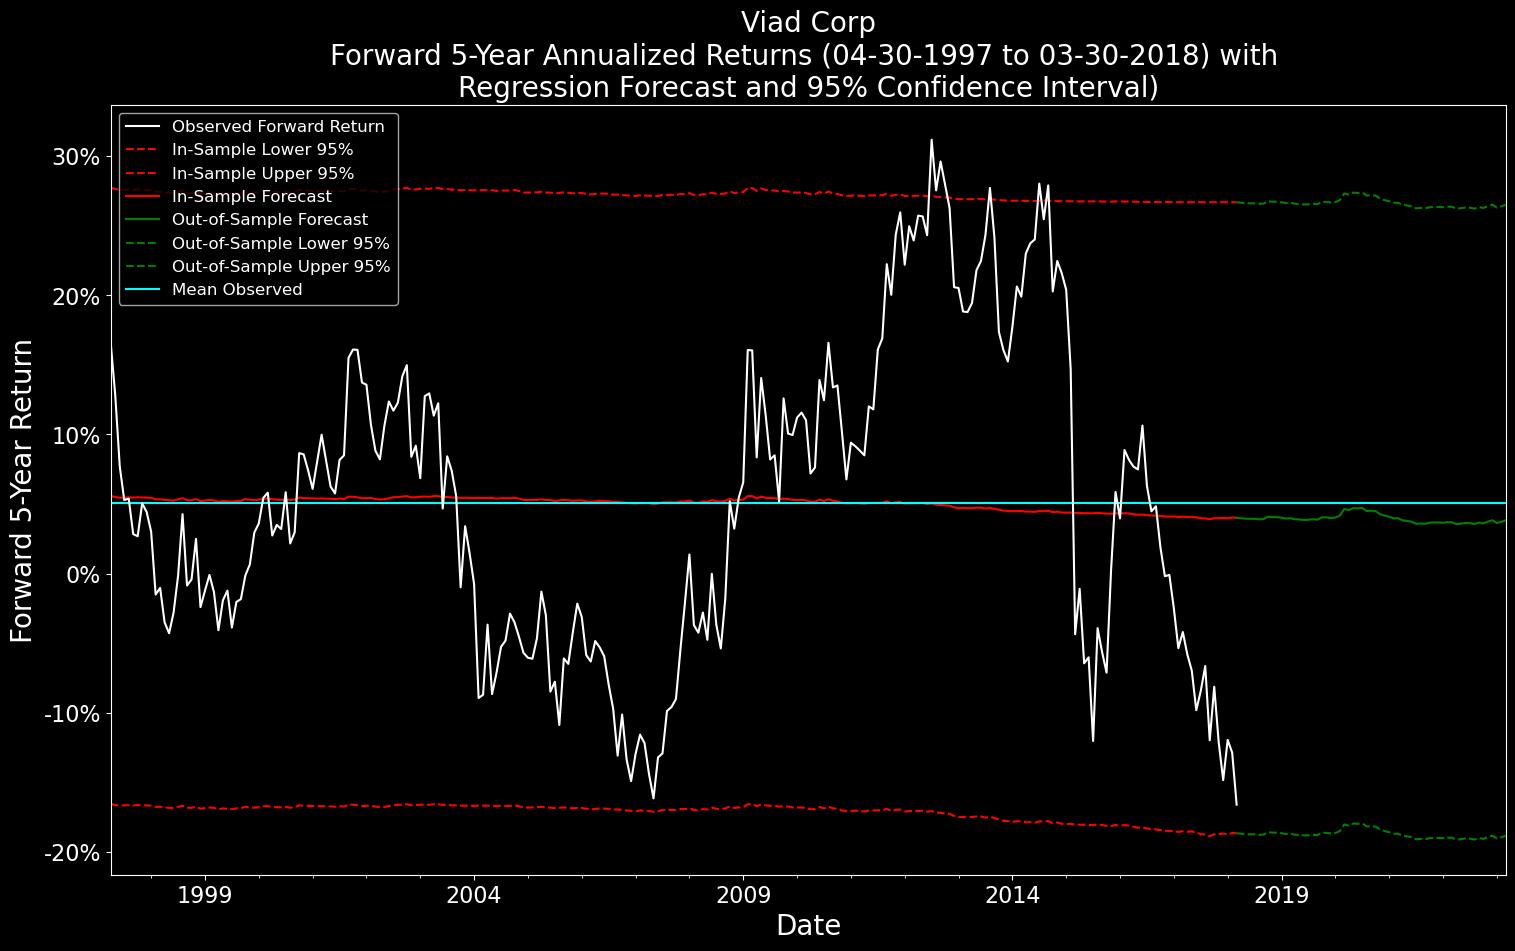 Viad Corp
Forward 5-Year Annualized Returns (04-30-1997 to 03-30-2018) with
Regression Forecast and 95% Confidence Interval)
Observed Forward Return
In-Sample Lower 95%
In-Sample Upper 95%
In-Sample Forecast
Out-of-Sample Forecast
Out-of-Sample Lower 95%
Out-of-Sample Upper 95%
Mean Observed
Forward 5-Year Return
30%
20%
10%
0%
-10%
-20%
1999
2004
2009
2014
2019
Date